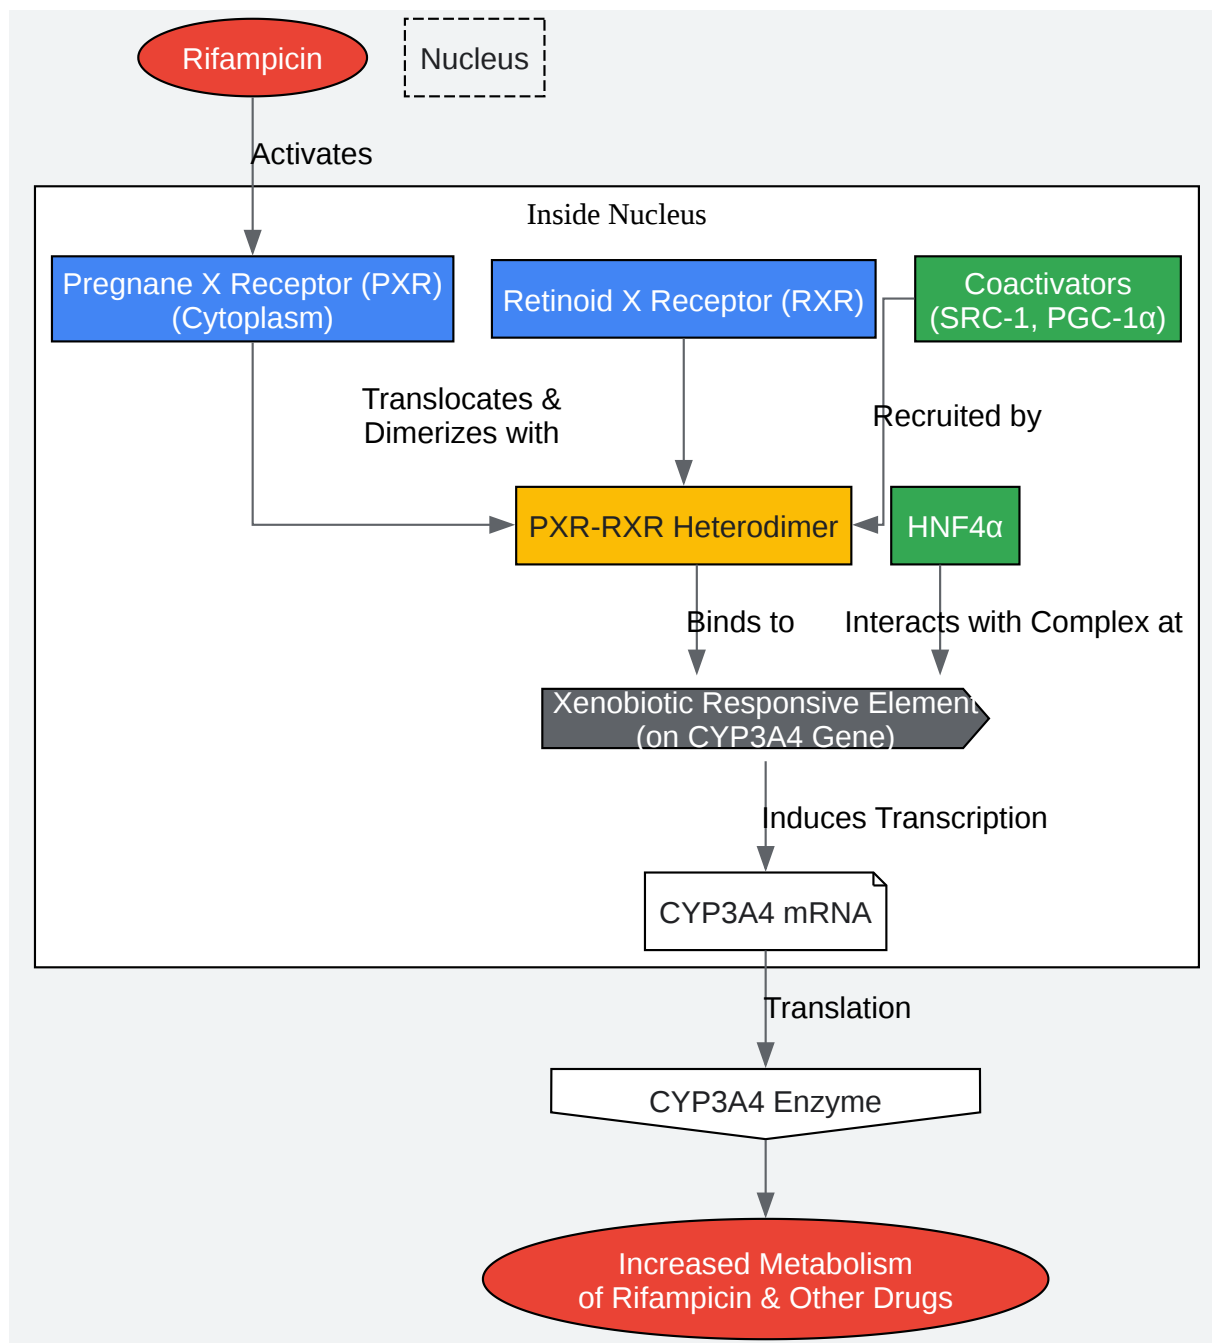 Rifampicin
Nucleus
Activates
Inside Nucleus
Pregnane X Receptor (PXR)
(Cytoplasm)
Retinoid X Receptor (RXR)
Coactivators
(SRC-1, PGC-1α)
Translocates &
Dimerizes with
Recruited by
PXR-RXR Heterodimer
HNF4α
Binds to
Interacts with Complex at
Xenobiotic Responsive Element
(on CYP3A4 Gene)
Induces Transcription
CYP3A4 mRNA
Translation
CYP3A4 Enzyme
Increased Metabolism
of Rifampicin & Other Drugs